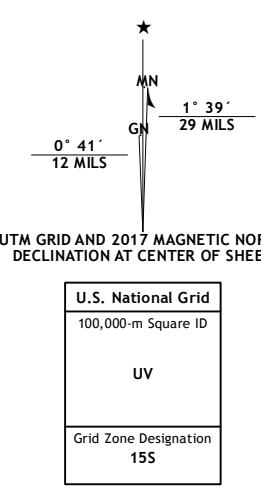 ★
MN
GN
1° 39´
29 MILS
0° 41´
12 MILS
UTM GRID AND 2017 MAGNETIC NOR
DECLINATION AT CENTER OF SHEE
U.S. National Grid
100,000-m Square ID
UV
Grid Zone Designation
15S